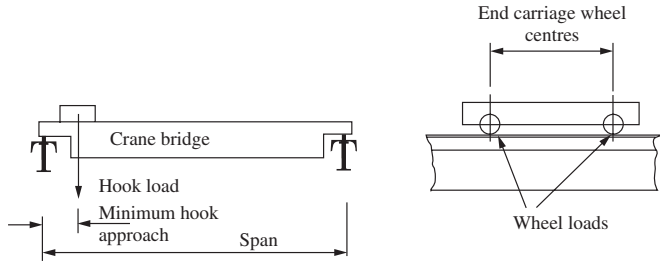 End carriage wheel
centres
Crane bridge
Hook load
Minimum hook
approach
Span
Wheel loads